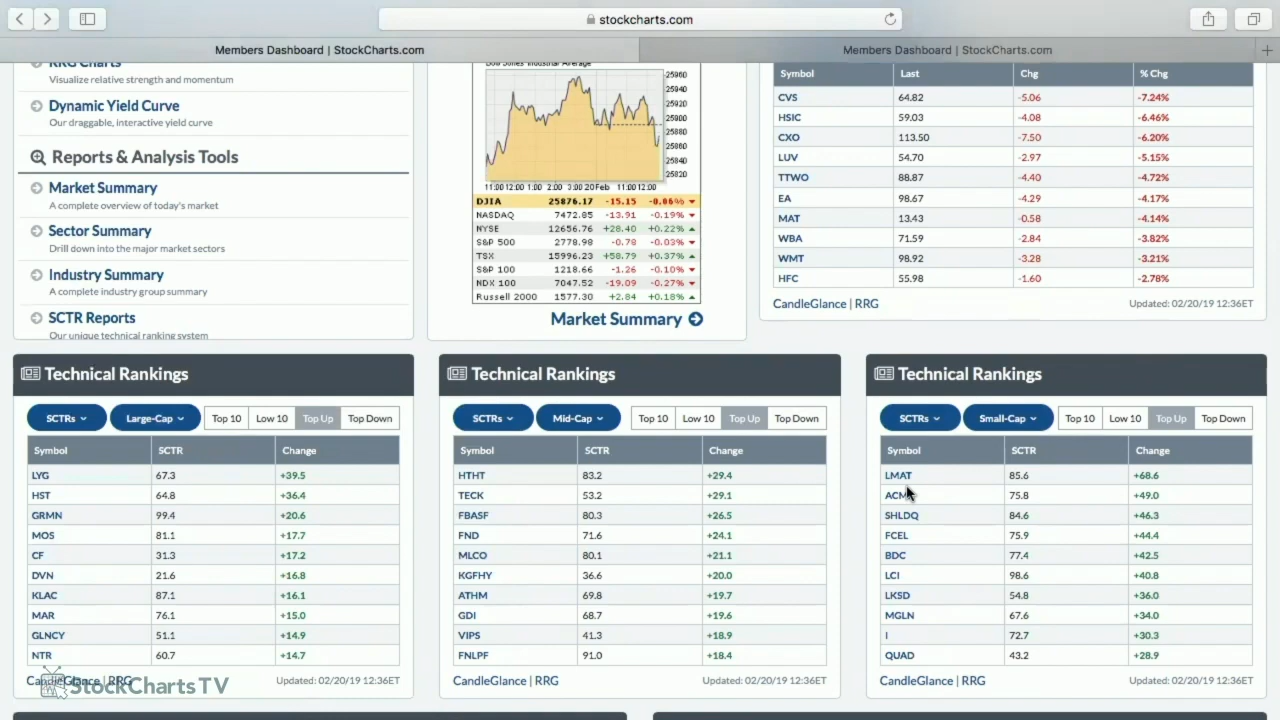 stockcharts.com
Members Dashboard | StockCharts.com
Members Dashboard | StockCharts.com
RRG Charts
Visualize relative strength and momentum
Dynamic Yield Curve
Our draggable, interactive yield curve
Reports & Analysis Tools
Market Summary
A complete overview of today's market
Sector Summary
Drill down into the major market sectors
Industry Summary
A complete industry group summary
SCTR Reports
Our unique technical ranking system
Dow Jones Industrial Average
25960
25940
25920
25900
25880
25860
25840
25820
11:00 12:00 1:00 2:00 3:00 20Feb 11:00 12:00
DJIA 25876.17 -15.15 -0.06%
NASDAQ 7472.85 -13.91 -0.19%
NYSE 12656.76 +28.40 +0.22%
S&P 500 2778.98 -0.78 -0.03%
TSX 15996.23 +58.79 +0.37%
S&P 100 1218.66 -1.26 -0.10%
NDX 100 7047.52 -19.09 -0.27%
Russell 2000 1577.30 +2.84 +0.18%
Market Summary
Symbol Last Chg % Chg
CVS 64.82 -5.06 -7.24%
HSIC 59.03 -4.08 -6.46%
CXO 113.50 -7.50 -6.20%
LUV 54.70 -2.97 -5.15%
TTWO 88.87 -4.40 -4.72%
EA 98.67 -4.29 -4.17%
MAT 13.43 -0.58 -4.14%
WBA 71.59 -2.84 -3.82%
WMT 98.92 -3.28 -3.21%
HFC 55.98 -1.60 -2.78%
CandleGlance | RRG Updated: 02/20/19 12:36ET
Technical Rankings
SCTRs Large-Cap Top 10 Low 10 Top Up Top Down
Symbol SCTR Change
LYG 67.3 +39.5
HST 64.8 +36.4
GRMN 99.4 +20.6
MOS 81.1 +17.7
CF 31.3 +17.2
DVN 21.6 +16.8
KLAC 87.1 +16.1
MAR 76.1 +15.0
GLNCY 51.1 +14.9
NTR 60.7 +14.7
CandleGlance | RRG Updated: 02/20/19 12:36ET
StockCharts TV
Technical Rankings
SCTRs Mid-Cap Top 10 Low 10 Top Up Top Down
Symbol SCTR Change
HTHT 83.2 +29.4
TECK 53.2 +29.1
FBASF 80.3 +26.5
FND 71.6 +24.1
MLCO 80.1 +21.1
KGFHY 36.6 +20.0
ATHM 69.8 +19.7
GDI 68.7 +19.6
VIPS 41.3 +18.9
FNLPF 91.0 +18.4
CandleGlance | RRG Updated: 02/20/19 12:36ET
Technical Rankings
SCTRs Small-Cap Top 10 Low 10 Top Up Top Down
Symbol SCTR Change
LMAT 85.6 +68.6
75.8 +49.0
SHLDQ 84.6 +46.3
FCEL 75.9 +44.4
BDC 77.4 +42.5
LCI 98.6 +40.8
LKSD 54.8 +36.0
MGLN 67.6 +34.0
I 72.7 +30.3
QUAD 43.2 +28.9
CandleGlance | RRG Updated: 02/20/19 12:36ET